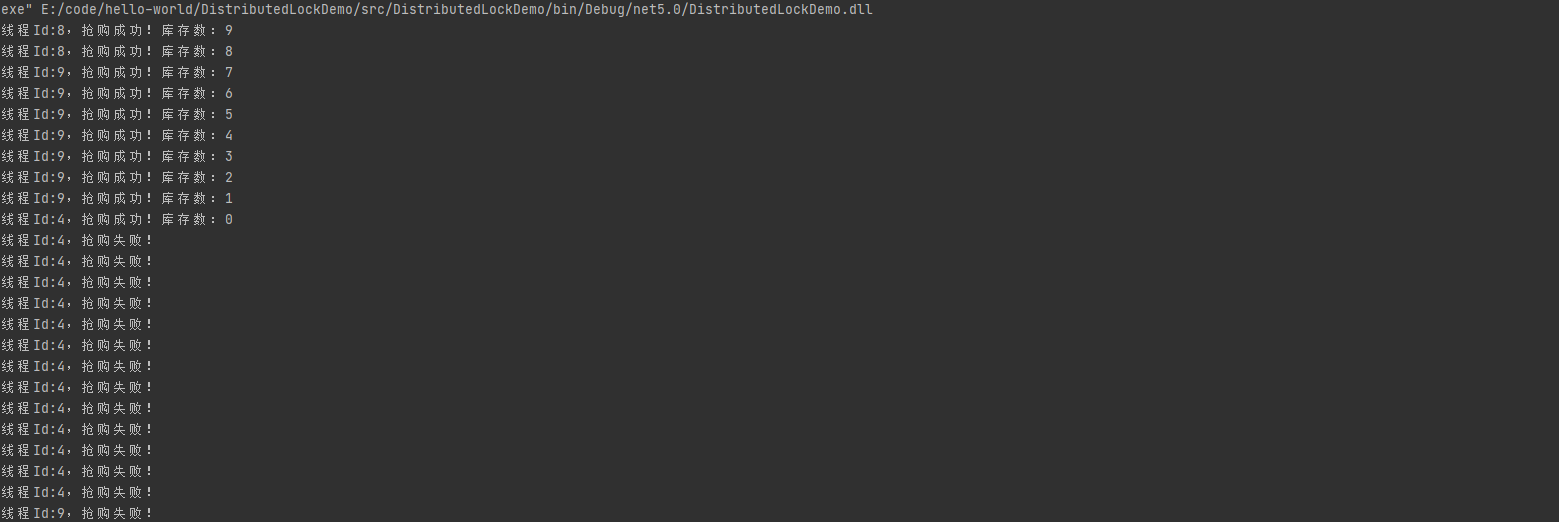 exe" E:/code/hello-world/DistributedLockDemo/src/DistributedLockDemo/bin/Debug/net5.0/DistributedLockDemo.dll
线程Id:8，抢购成功！库存数：9
线程Id:8，抢购成功！库存数：8
线程Id:9，抢购成功！库存数：7
线程Id:9，抢购成功！库存数：6
线程Id:9，抢购成功！库存数：5
线程Id:9，抢购成功！库存数：4
线程Id:9，抢购成功！库存数：3
线程Id:9，抢购成功！库存数：2
线程Id:9，抢购成功！库存数：1
线程Id:4，抢购成功！库存数：0
线程Id:4，抢购失败！
线程Id:4，抢购失败！
线程Id:4，抢购失败！
线程Id:4，抢购失败！
线程Id:4，抢购失败！
线程Id:4，抢购失败！
线程Id:4，抢购失败！
线程Id:4，抢购失败！
线程Id:4，抢购失败！
线程Id:4，抢购失败！
线程Id:4，抢购失败！
线程Id:4，抢购失败！
线程Id:4，抢购失败！
线程Id:9，抢购失败！